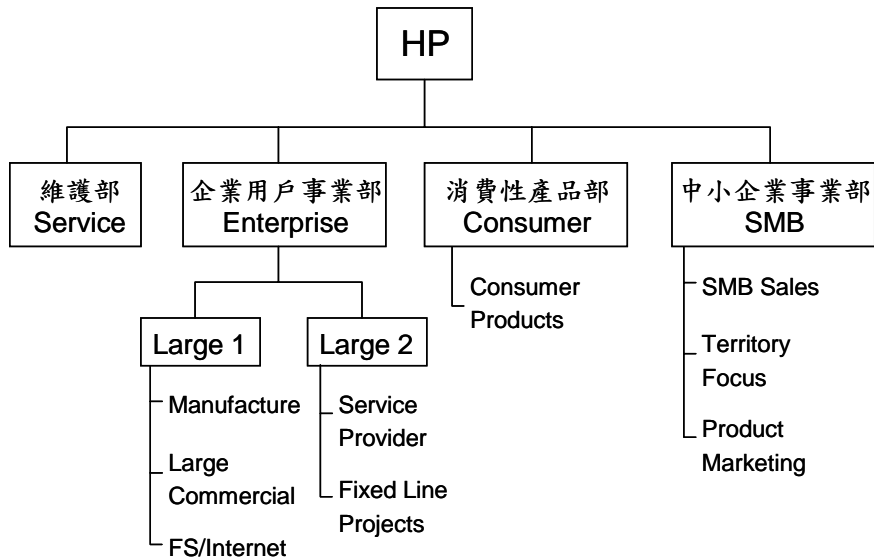 HP
維護部
Service
企業用戶事業部
Enterprise
消費性產品部
Consumer
中小企業事業部
SMB
Large 1
Manufacture
Large
Commercial
FS/Internet
Large 2
Service
Provider
Fixed Line
Projects
Consumer
Products
SMB Sales
Territory
Focus
Product
Marketing